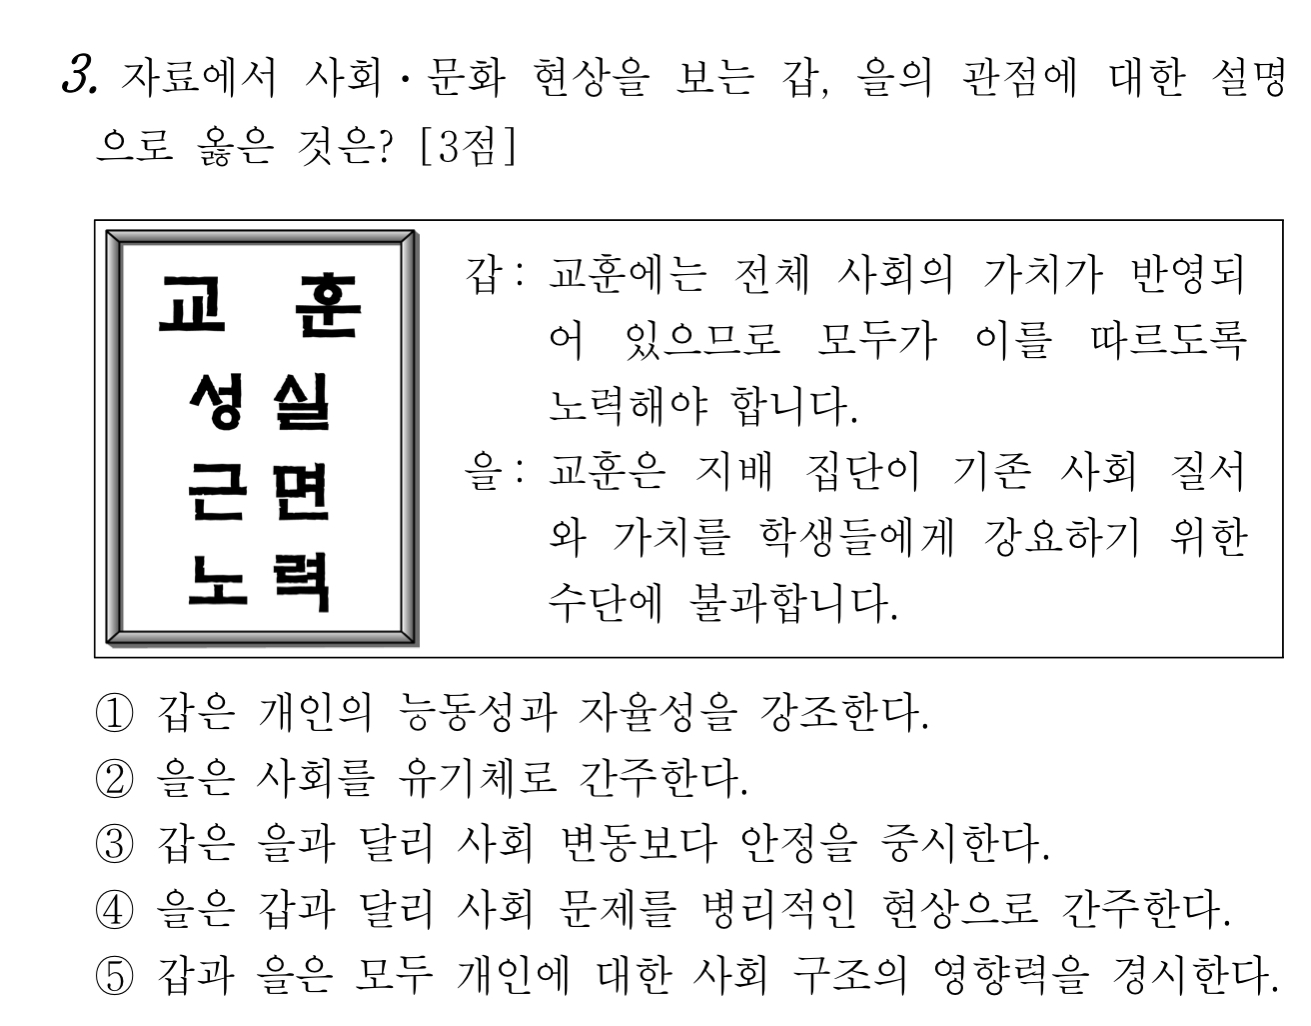 3. 자료에서 사회·문화 현상을 보는 갑, 을의 관점에 대한 설명
으로 옳은 것은? [3점]
교 훈
성실
근면
노력
갑: 교훈에는 전체 사회의 가치가 반영되
어 있으므로 모두가 이를 따르도록
노력해야 합니다.
을: 교훈은 지배 집단이 기존 사회 질서
와 가치를 학생들에게 강요하기 위한
수단에 불과합니다.
① 갑은 개인의 능동성과 자율성을 강조한다.
② 을은 사회를 유기체로 간주한다.
③ 갑은 을과 달리 사회 변동보다 안정을 중시한다.
④ 을은 갑과 달리 사회 문제를 병리적인 현상으로 간주한다.
⑤ 갑과 을은 모두 개인에 대한 사회 구조의 영향력을 경시한다.